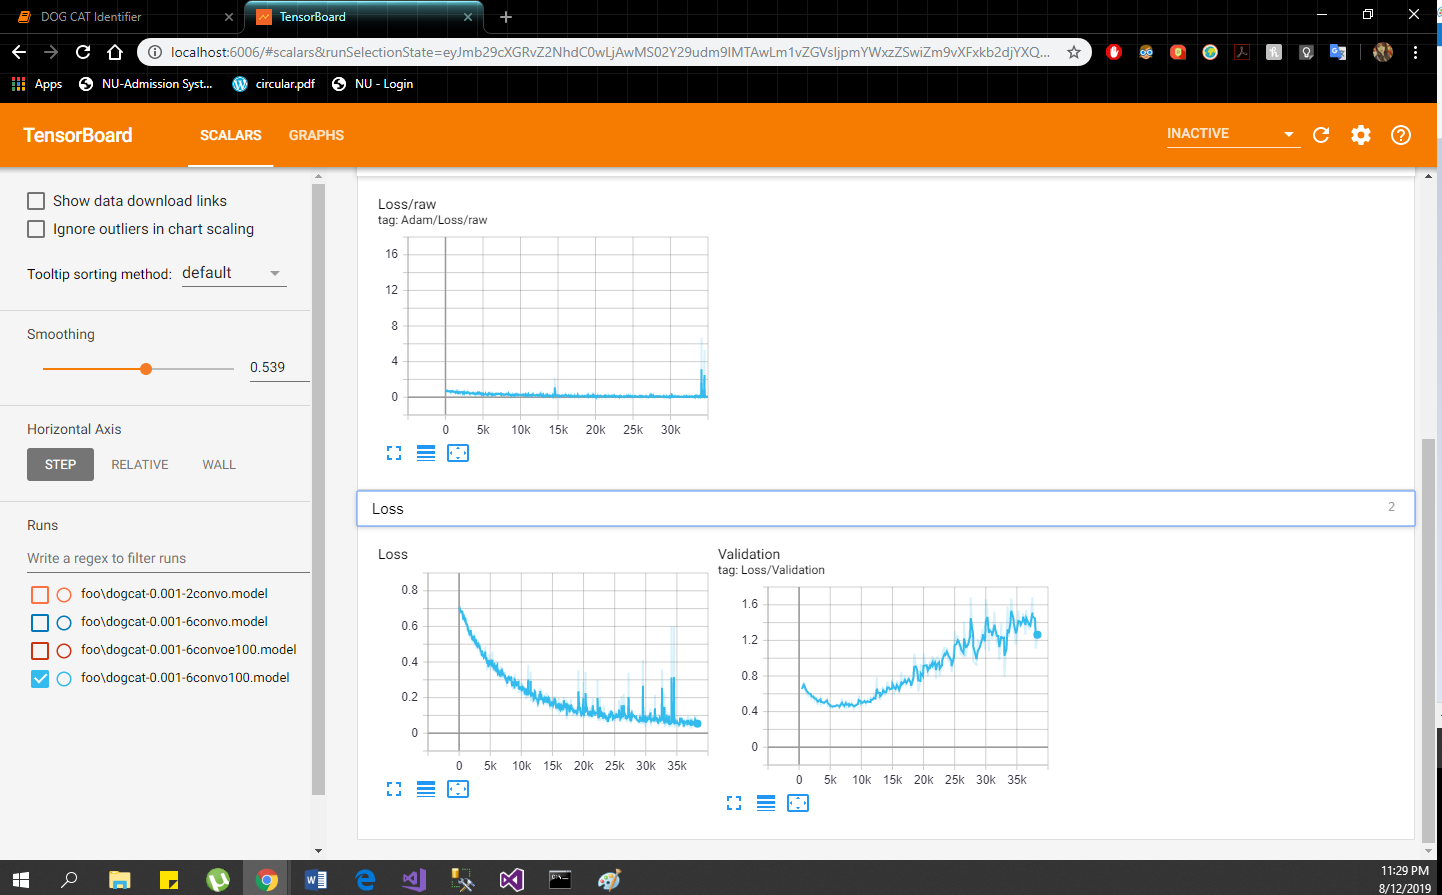 DOG CAT Identifier
TensorBoard
localhost:6006/#scalars&runSelectionState=eyJmb29cXGRvZ2NhdC0wLjAwMS02Y29udm9lMTAwLm1vZGVsIjpmYWxzZSwiZm9vXFxkb2djYXQ...
Apps
NU-Admission Syst...
circular.pdf
NU - Login
TensorBoard
SCALARS
GRAPHS
INACTIVE
Show data download links
Ignore outliers in chart scaling
Tooltip sorting method: default
Smoothing
0.539
Horizontal Axis
STEP RELATIVE WALL
Runs
Write a regex to filter runs
foo\dogcat-0.001-2convo.model
foo\dogcat-0.001-6convo.model
foo\dogcat-0.001-6convoe100.model
foo\dogcat-0.001-6convo100.model
Loss/raw
tag: Adam/Loss/raw
16
12
8
4
0
0 5k 10k 15k 20k 25k 30k
Loss
2
Loss
0.8
0.6
0.4
0.2
0
0 5k 10k 15k 20k 25k 30k 35k
Validation
tag: Loss/Validation
1.6
1.2
0.8
0.4
0
0 5k 10k 15k 20k 25k 30k 35k
11:29 PM
8/12/2019